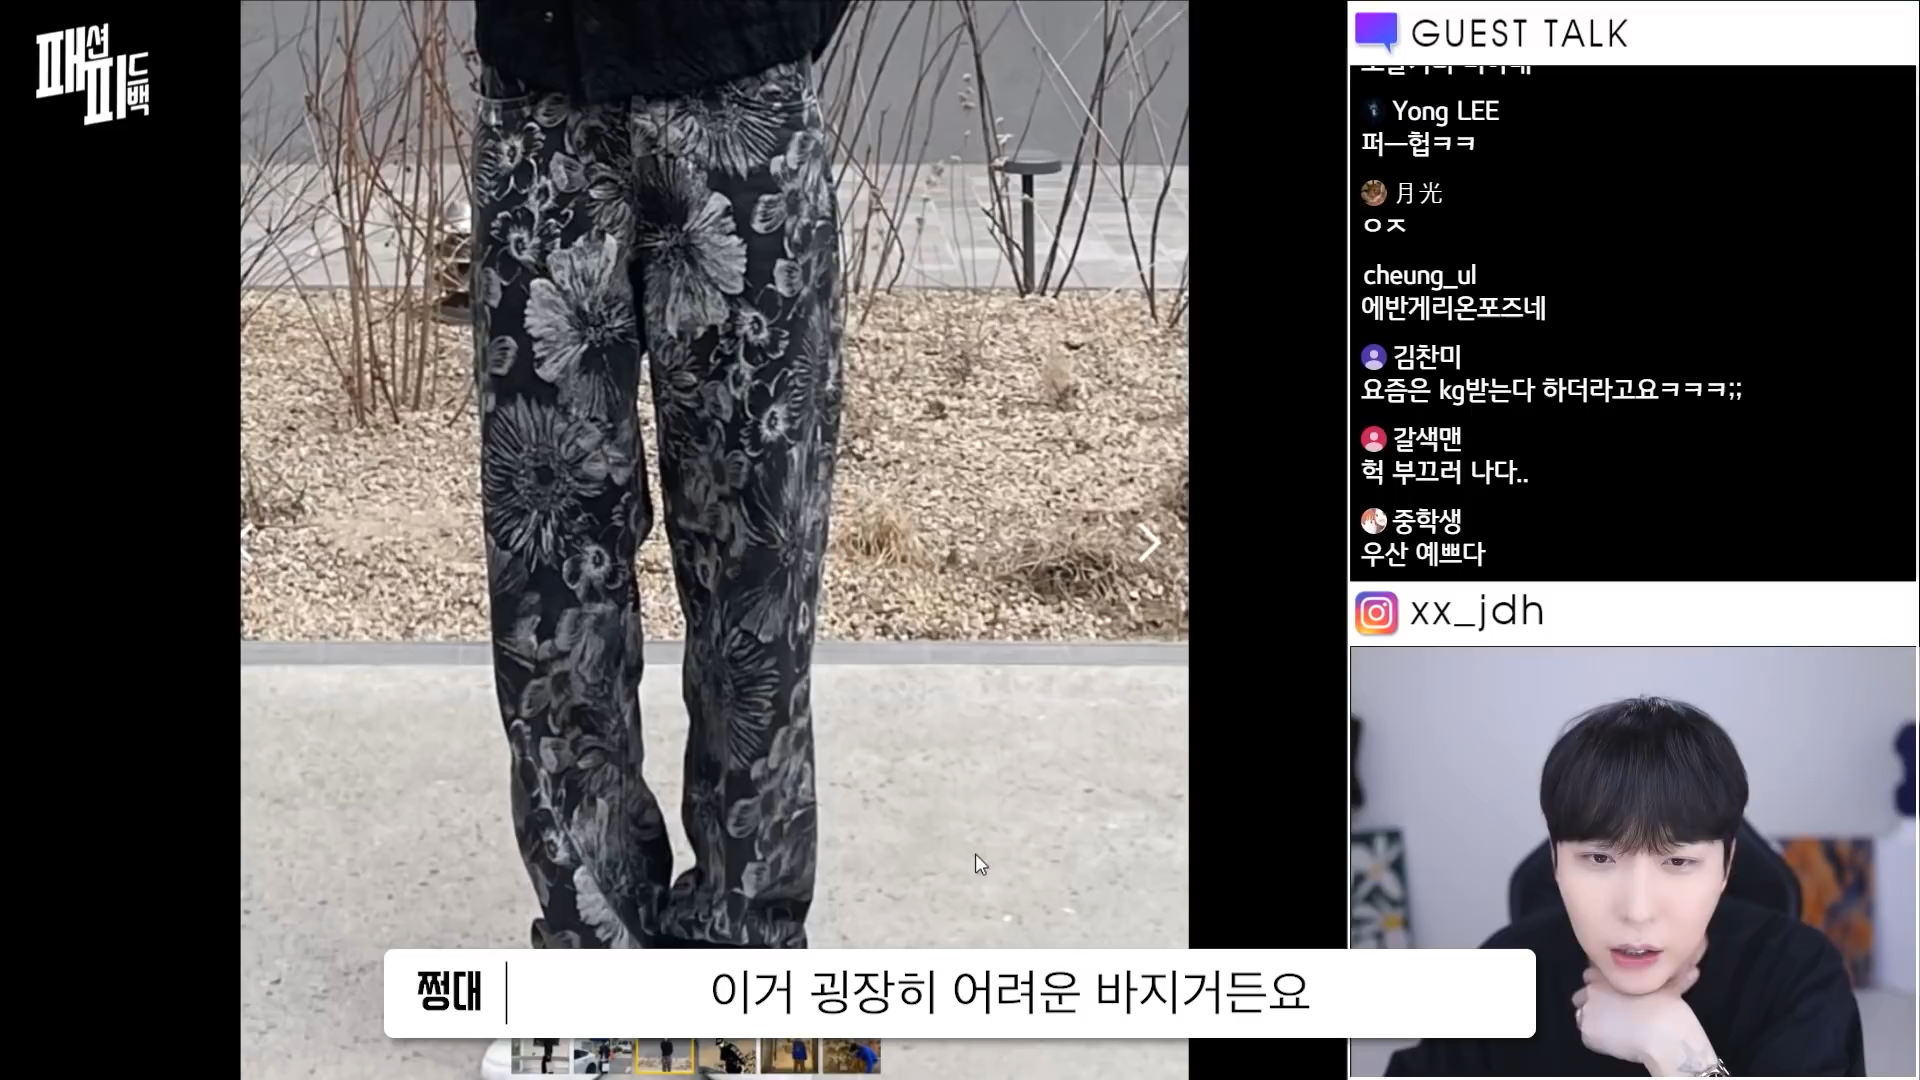 패션
피드백
GUEST TALK
Yong LEE
퍼ㅡ헙ㅋㅋ
月光
ㅇㅈ
cheung_ul
에반게리온포즈네
김찬미
요즘은 kg받는다 하더라고요ㅋㅋㅋ;;
갈색맨
헉 부끄러 나다..
중학생
우산 예쁘다
xx_jdh
쩡대
이거 굉장히 어려운 바지거든요